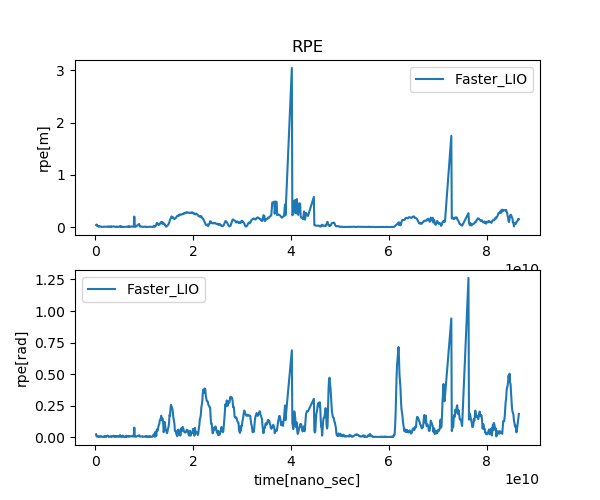 RPE
3
2
1
0
rpe[m]
Faster_LIO
0 2 4 6 8
1e10
1.25
1.00
0.75
0.50
0.25
0.00
rpe[rad]
Faster_LIO
0 2 4 6 8
time[nano_sec]
1e10